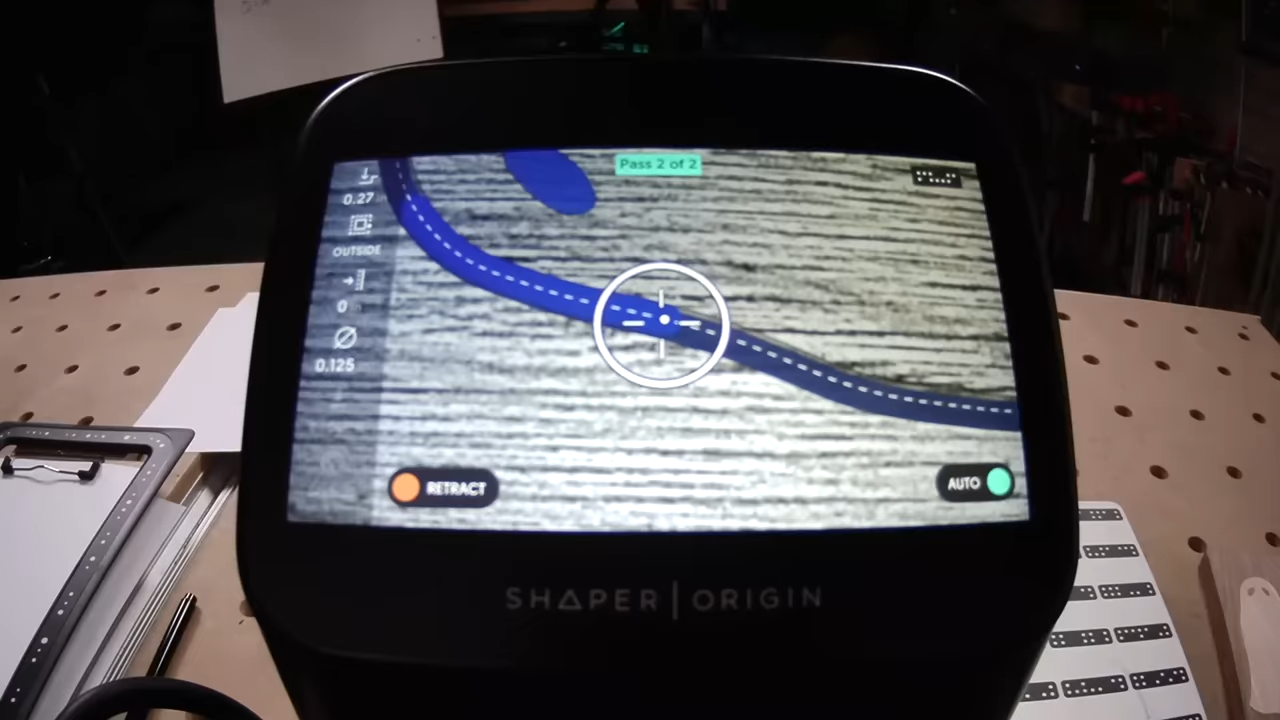 Pass 2 of 2
0.27
OUTSIDE
0
0.125
RETRACT
AUTO
SHAPER | ORIGIN